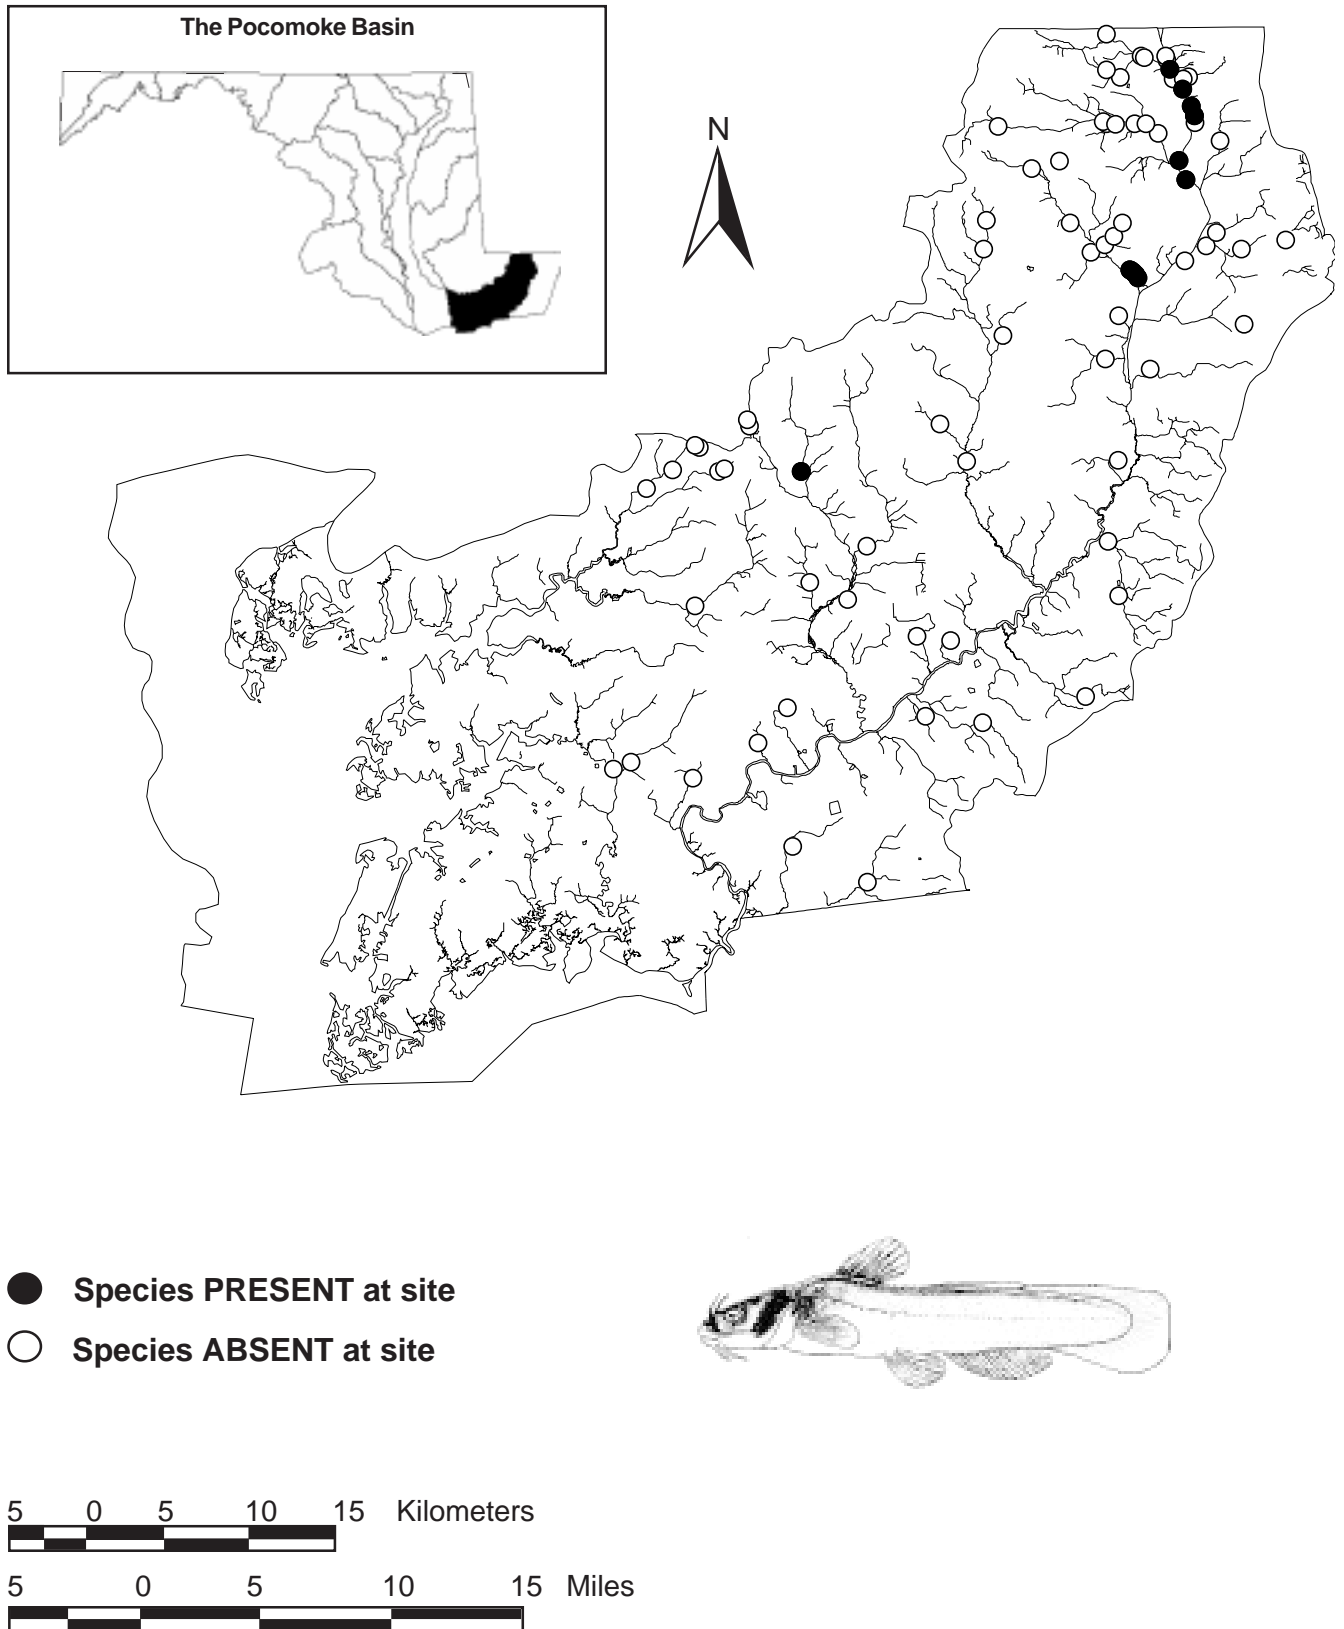 The Pocomoke Basin
N
Species PRESENT at site
Species ABSENT at site
5 0 5 10 15 Kilometers
5 0 5 10 15 Miles